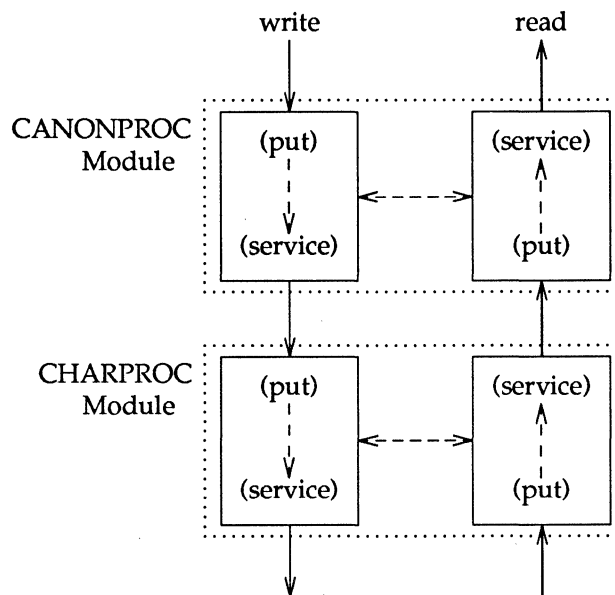 write read
CANONPROC
Module
(put) (service)
(service) (put)
CHARPROC
Module
(put) (service)
(service) (put)